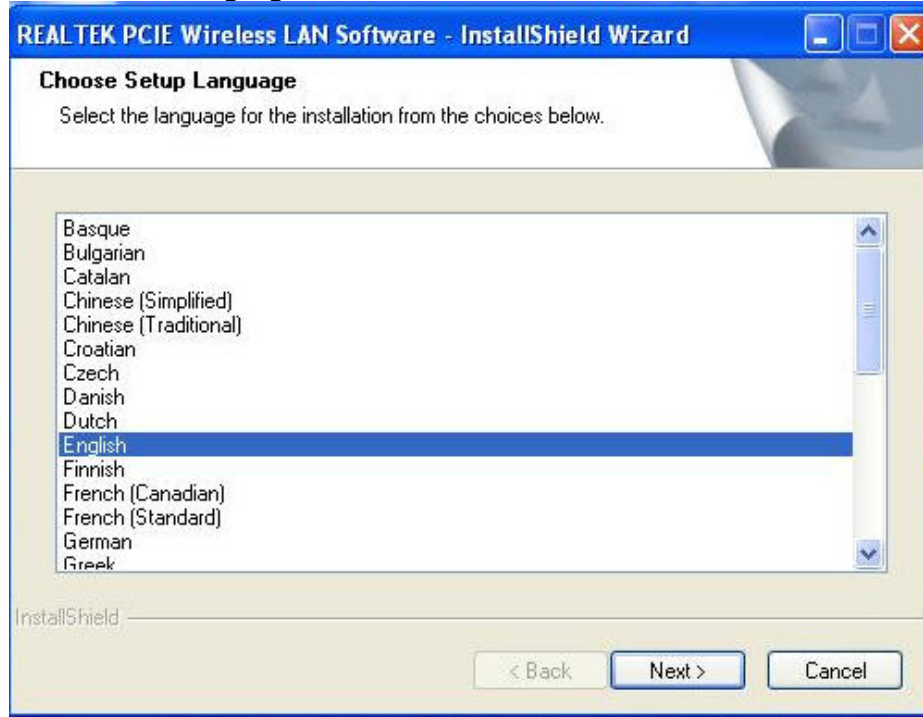 REALTEK PCIE Wireless LAN Software - InstallShield Wizard
Choose Setup Language
Select the language for the installation from the choices below.
Basque
Bulgarian
Catalan
Chinese (Simplified)
Chinese (Traditional)
Croatian
Czech
Danish
Dutch
English
Finnish
French (Canadian)
French (Standard)
German
Greek
InstallShield
< Back Next > Cancel